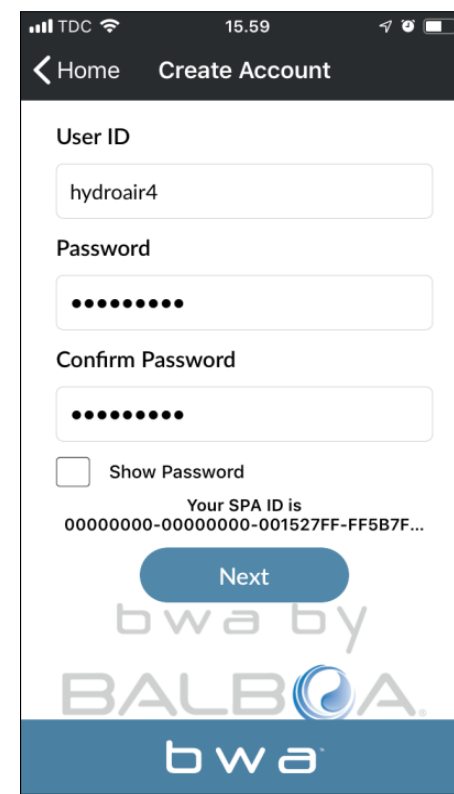 TDC 15.59
Home Create Account
User ID
hydroair4
Password
•••••••••
Confirm Password
•••••••••
Show Password
Your SPA ID is
00000000-00000000-001527FF-FF5B7F...
Next
bwa by
BALBOA®
bwa